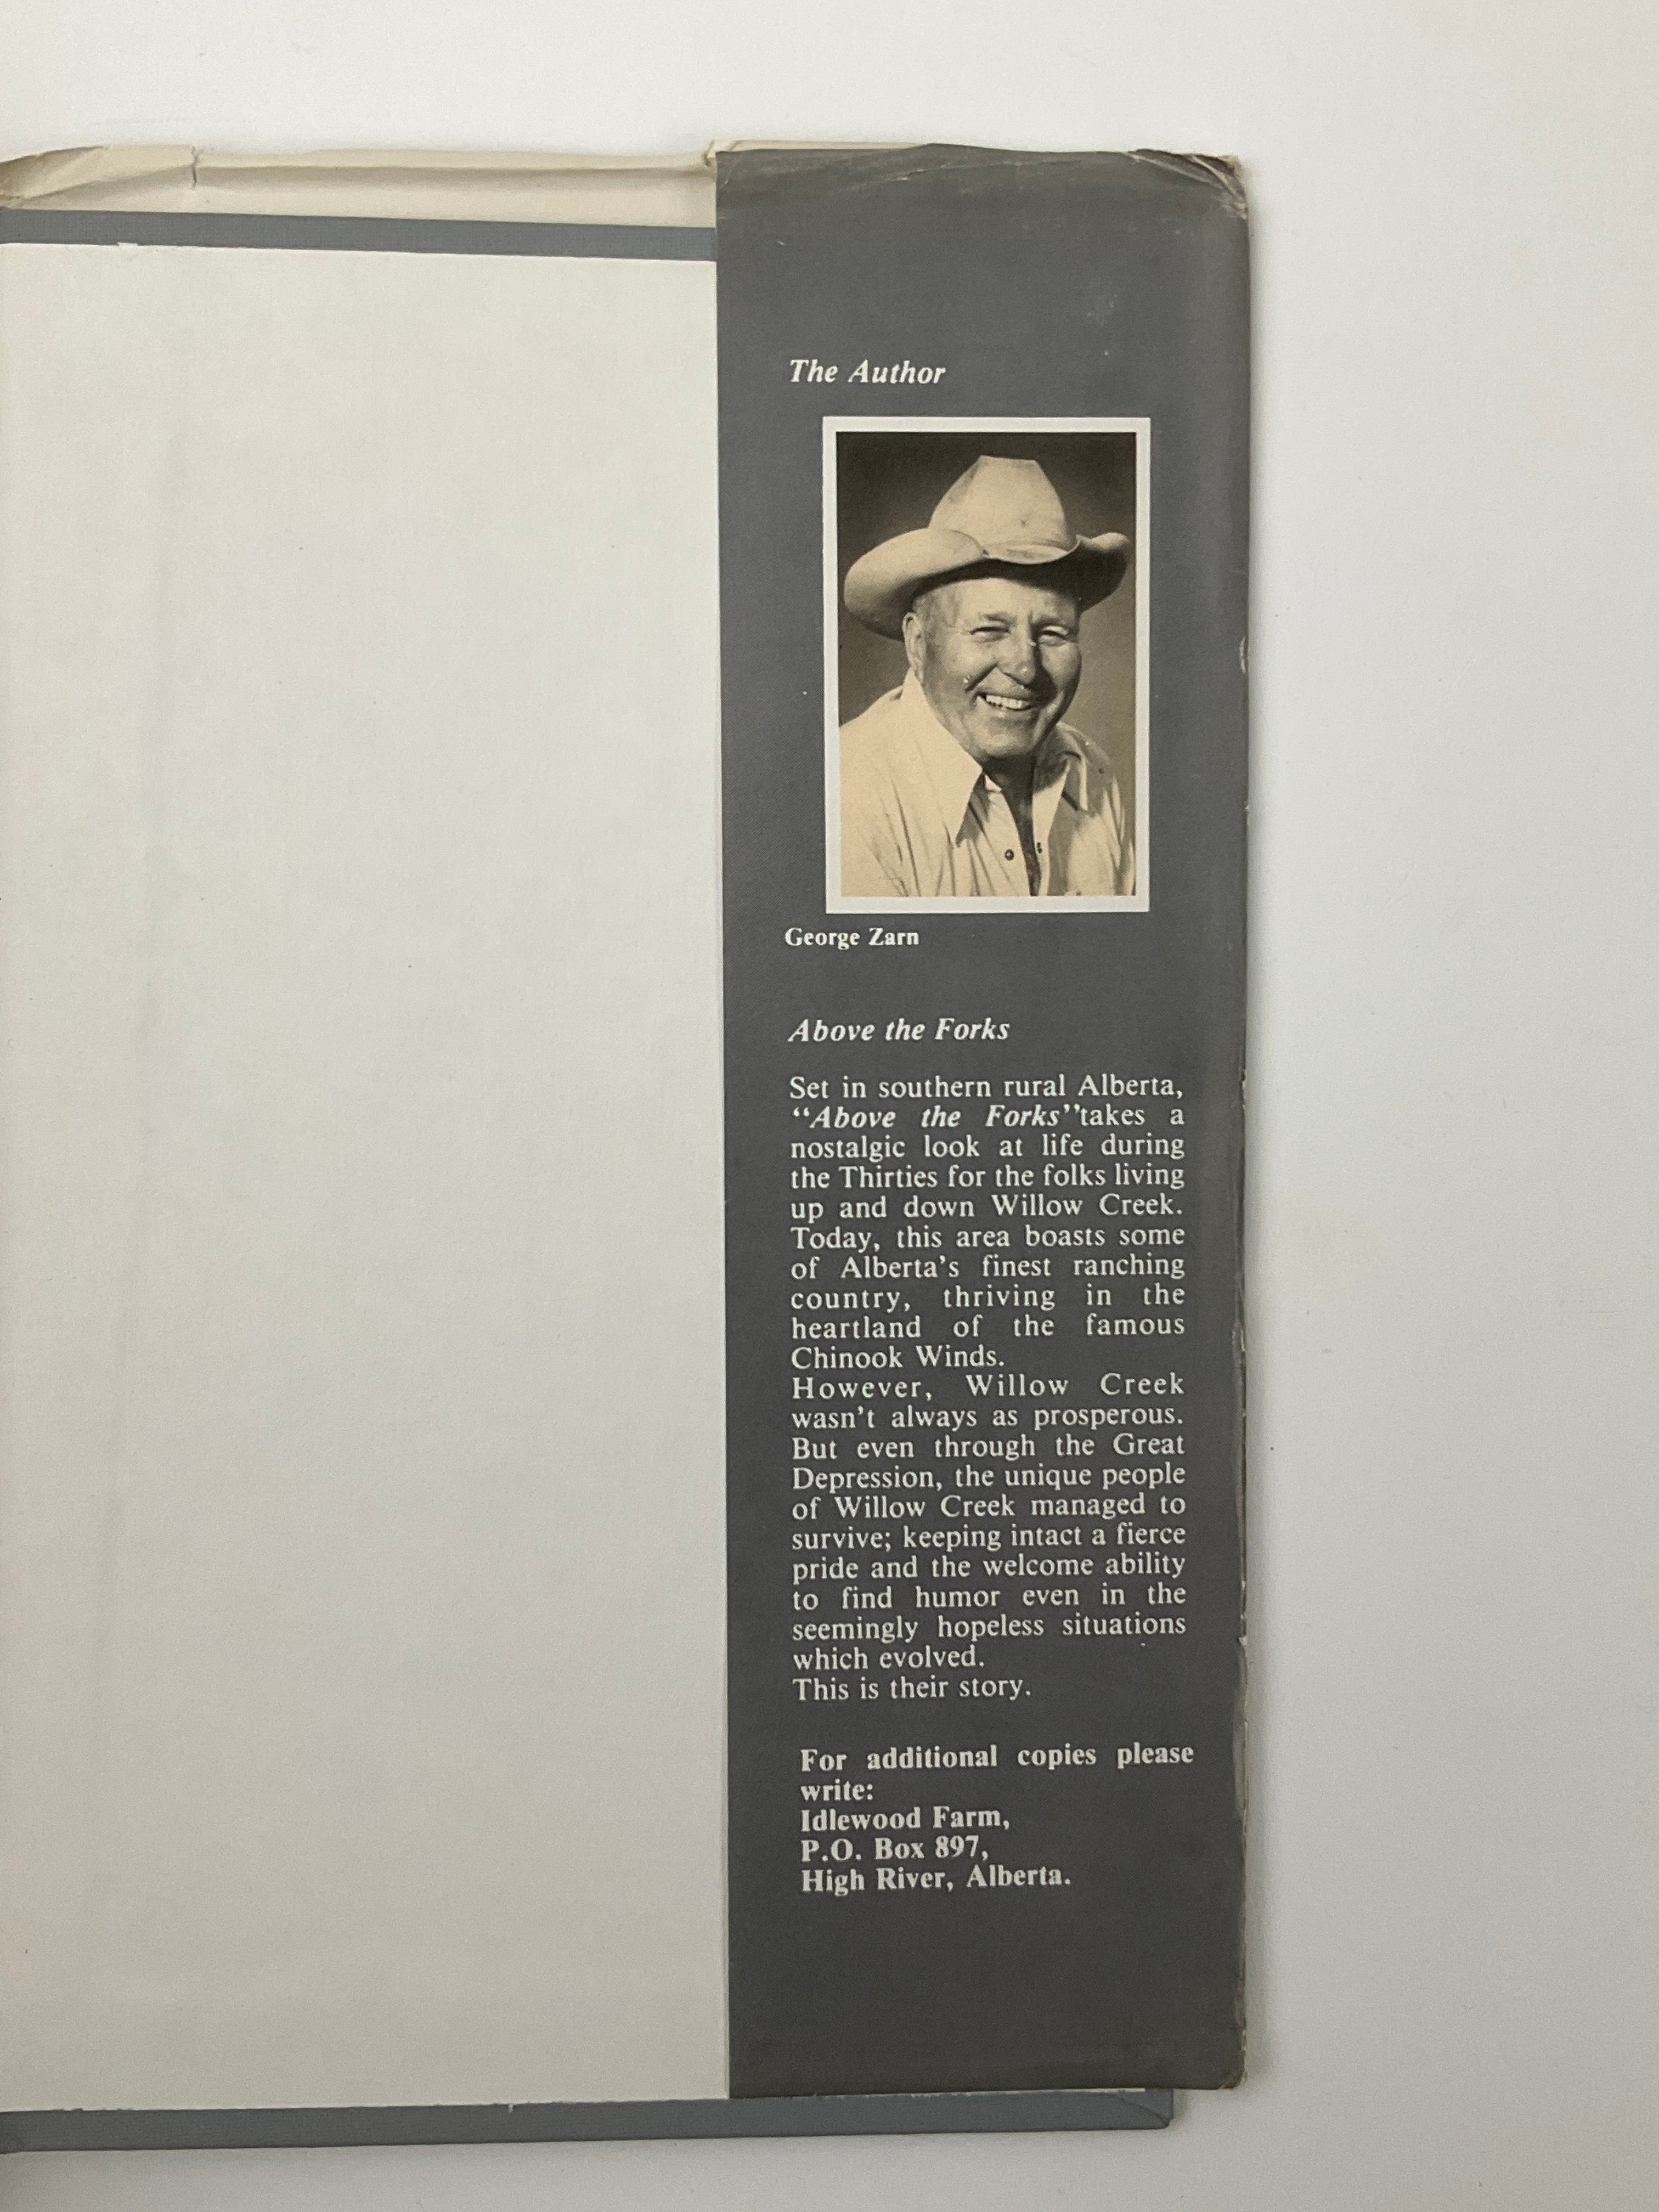 The Author
George Zarn
Above the Forks
Set in southern rural Alberta,
“Above the Forks”takes a
nostalgic look at life during
the Thirties for the folks living
up and down Willow Creek.
Today, this area boasts some
of Alberta's finest ranching
country, thriving in the
heartland of the famous
Chinook Winds.
However, Willow Creek
wasn't always as prosperous.
But even through the Great
Depression, the unique people
of Willow Creek managed to
survive; keeping intact a fierce
pride and the welcome ability
to find humor even in the
seemingly hopeless situations
which evolved.
This is their story.
For additional copies please
write:
Idlewood Farm,
P.O. Box 897,
High River, Alberta.